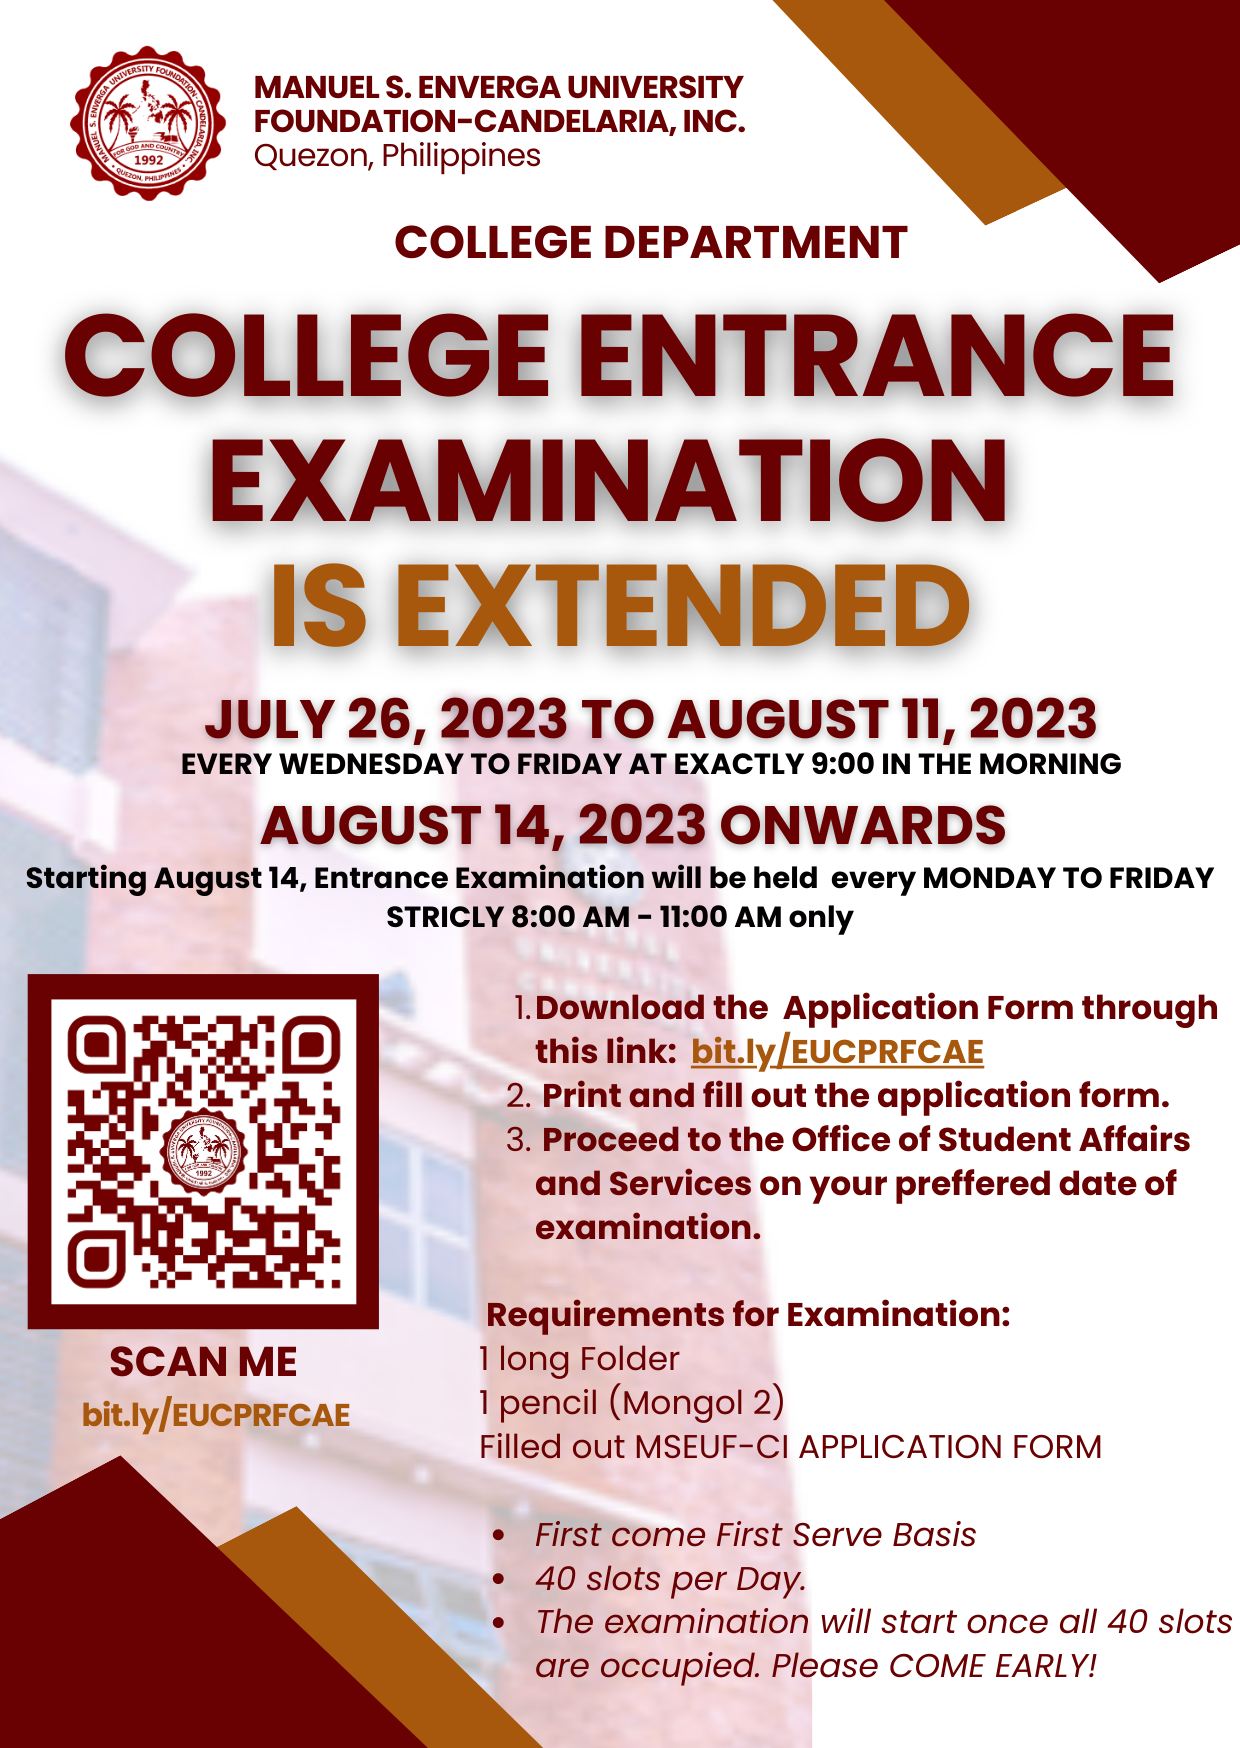 MANUEL S. ENVERGA UNIVERSITY FOUNDATION-CANDELARIA, INC.
FOR GOD AND COUNTRY
1992
QUEZON, PHILIPPINES
MANUEL S. ENVERGA UNIVERSITY
FOUNDATION-CANDELARIA, INC.
Quezon, Philippines
COLLEGE DEPARTMENT
COLLEGE ENTRANCE
EXAMINATION
IS EXTENDED
JULY 26, 2023 TO AUGUST 11, 2023
EVERY WEDNESDAY TO FRIDAY AT EXACTLY 9:00 IN THE MORNING
AUGUST 14, 2023 ONWARDS
Starting August 14, Entrance Examination will be held every MONDAY TO FRIDAY
STRICLY 8:00 AM - 11:00 AM only
1. Download the Application Form through
this link: bit.ly/EUCPRFCAE
2. Print and fill out the application form.
3. Proceed to the Office of Student Affairs
and Services on your preffered date of
examination.
1992
SCAN ME
bit.ly/EUCPRFCAE
Requirements for Examination:
1 long Folder
1 pencil (Mongol 2)
Filled out MSEUF-CI APPLICATION FORM
• First come First Serve Basis
• 40 slots per Day.
• The examination will start once all 40 slots
are occupied. Please COME EARLY!